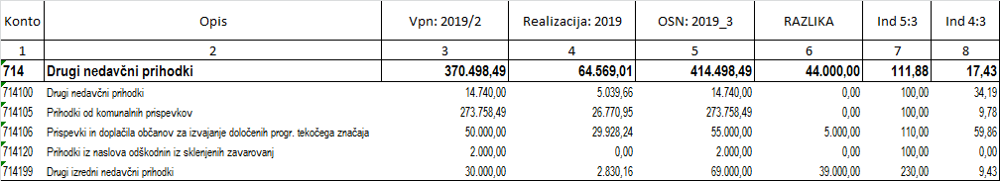 Konto Opis Vpn: 2019/2 Realizacija: 2019 OSN: 2019_3 RAZLIKA Ind 5:3 Ind 4:3
1 2 3 4 5 6 7 8
714 Drugi nedavčni prihodki 370.498,49 64.569,01 414.498,49 44.000,00 111,88 17,43
714100 Drugi nedavčni prihodki 14.740,00 5.039,66 14.740,00 0,00 100,00 34,19
714105 Prihodki od komunalnih prispevkov 273.758,49 26.770,95 273.758,49 0,00 100,00 9,78
714106 Prispevki in doplačila občanov za izvajanje določenih progr. tekočega značaja 50.000,00 29.928,24 55.000,00 5.000,00 110,00 59,86
714120 Prihodki iz naslova odškodnin iz sklenjenih zavarovanj 2.000,00 0,00 2.000,00 0,00 100,00 0,00
714199 Drugi izredni nedavčni prihodki 30.000,00 2.830,16 69.000,00 39.000,00 230,00 9,43